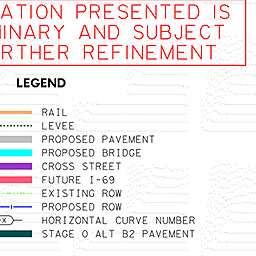 ATION PRESENTED IS
INARY AND SUBJECT
RTHER REFINEMENT
LEGEND
RAIL
LEVEE
PROPOSED PAVEMENT
PROPOSED BRIDGE
CROSS STREET
FUTURE I-69
EXISTING ROW
PROPOSED ROW
X HORIZONTAL CURVE NUMBER
STAGE 0 ALT B2 PAVEMENT